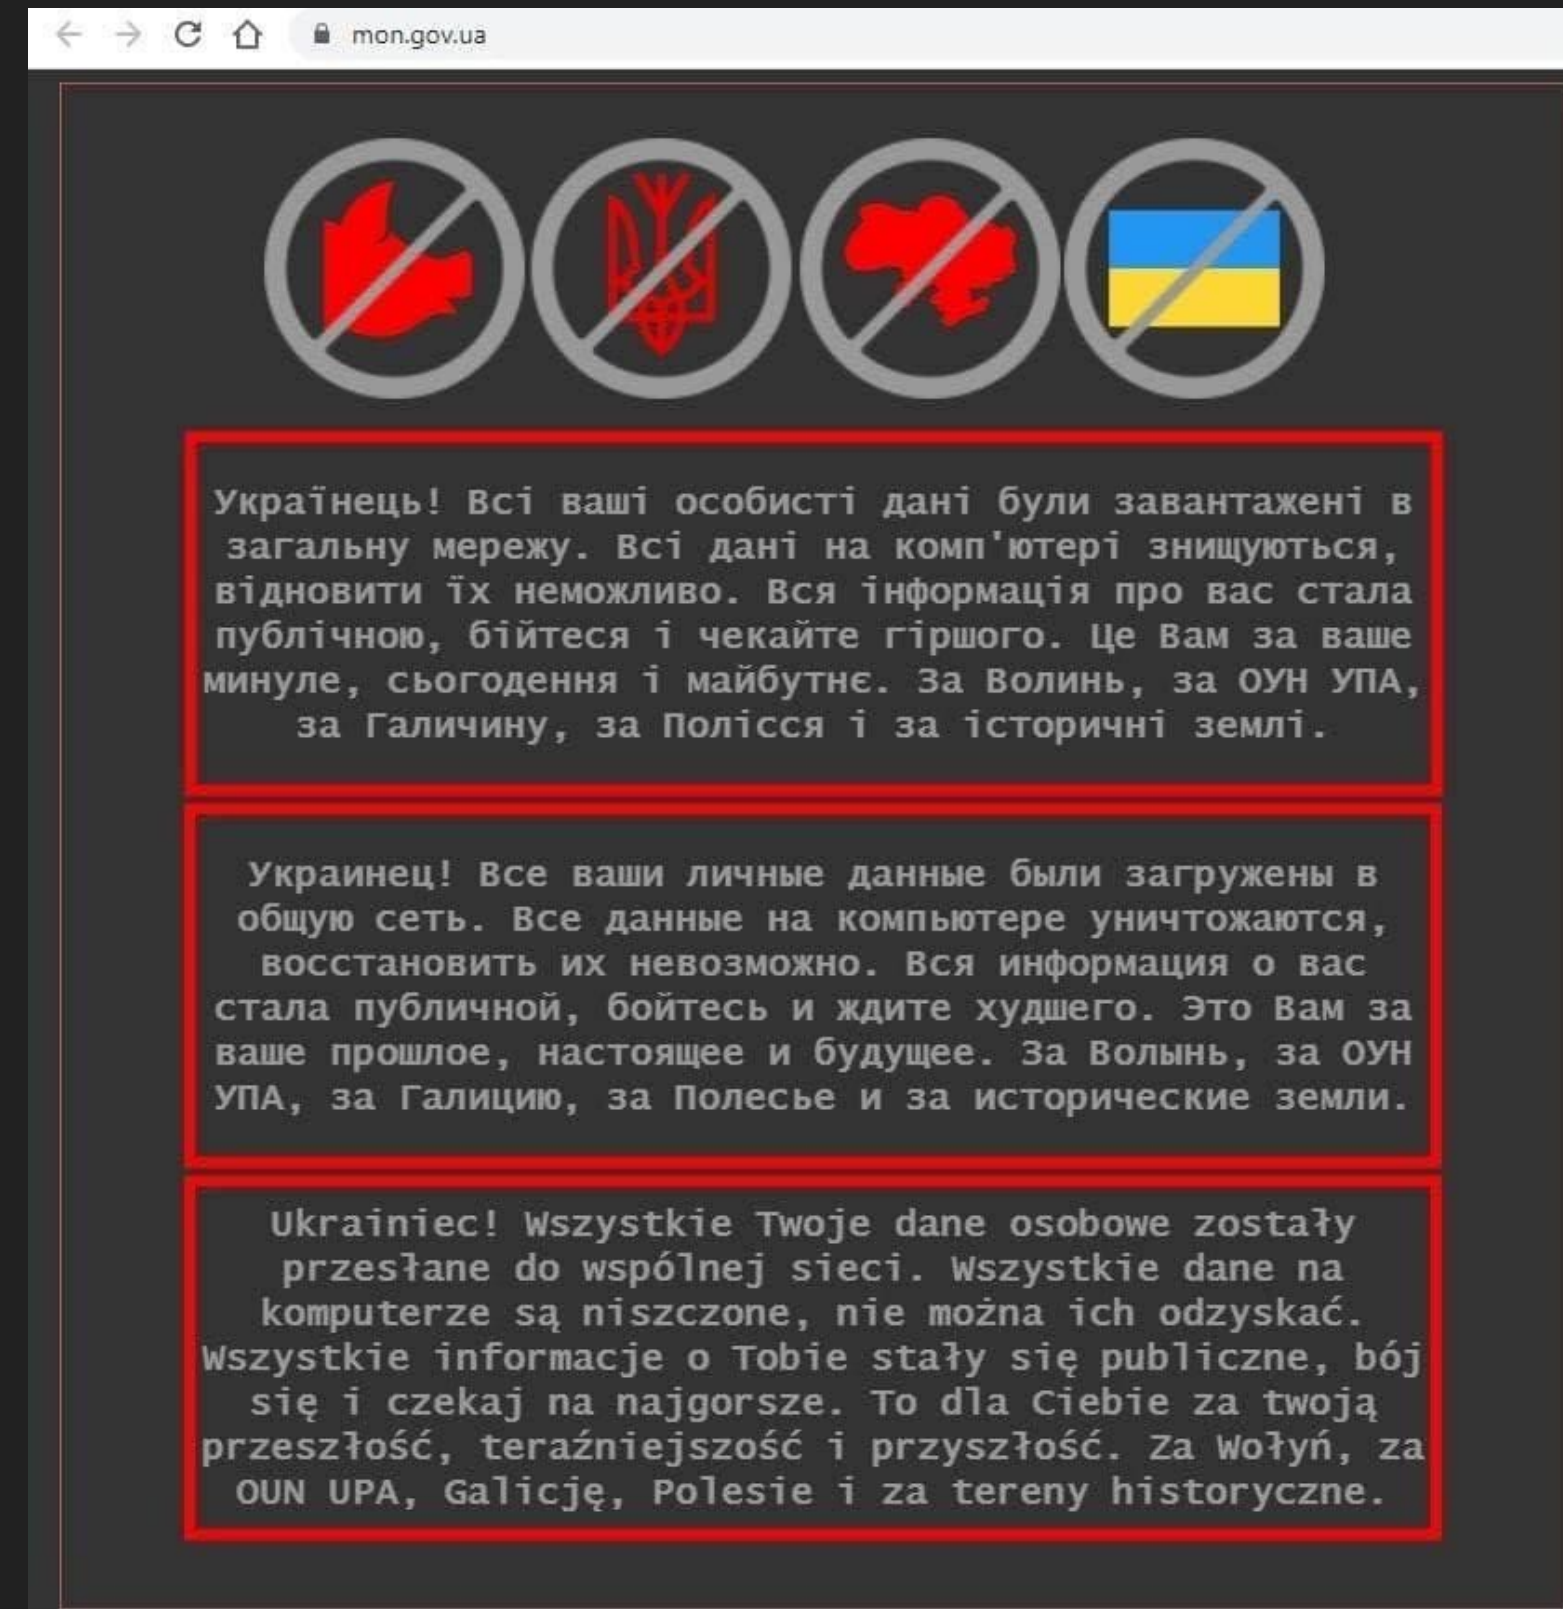 mon.gov.ua
Українець! Всі ваші особисті дані були завантажені в
загальну мережу. Всі дані на комп'ютері знищуються,
відновити їх неможливо. Вся інформація про вас стала
публічною, бійтеся і чекайте гіршого. Це Вам за ваше
минуле, сьогодення і майбутнє. За Волинь, за ОУН УПА,
за Галичину, за Полісся і за історичні землі.
Украинец! Все ваши личные данные были загружены в
общую сеть. Все данные на компьютере уничтожаются,
восстановить их невозможно. Вся информация о вас
стала публичной, бойтесь и ждите худшего. Это Вам за
ваше прошлое, настоящее и будущее. За Волынь, за ОУН
УПА, за Галицию, за Полесье и за исторические земли.
Ukrainiec! Wszystkie Twoje dane osobowe zostały
przesłane do wspólnej sieci. Wszystkie dane na
komputerze są niszczone, nie można ich odzyskać.
Wszystkie informacje o Tobie stały się publiczne, bój
się i czekaj na najgorsze. To dla Ciebie za twoją
przeszłość, teraźniejszość i przyszłość. Za Wołyń, za
OUN UPA, Galicję, Polesie i za tereny historyczne.